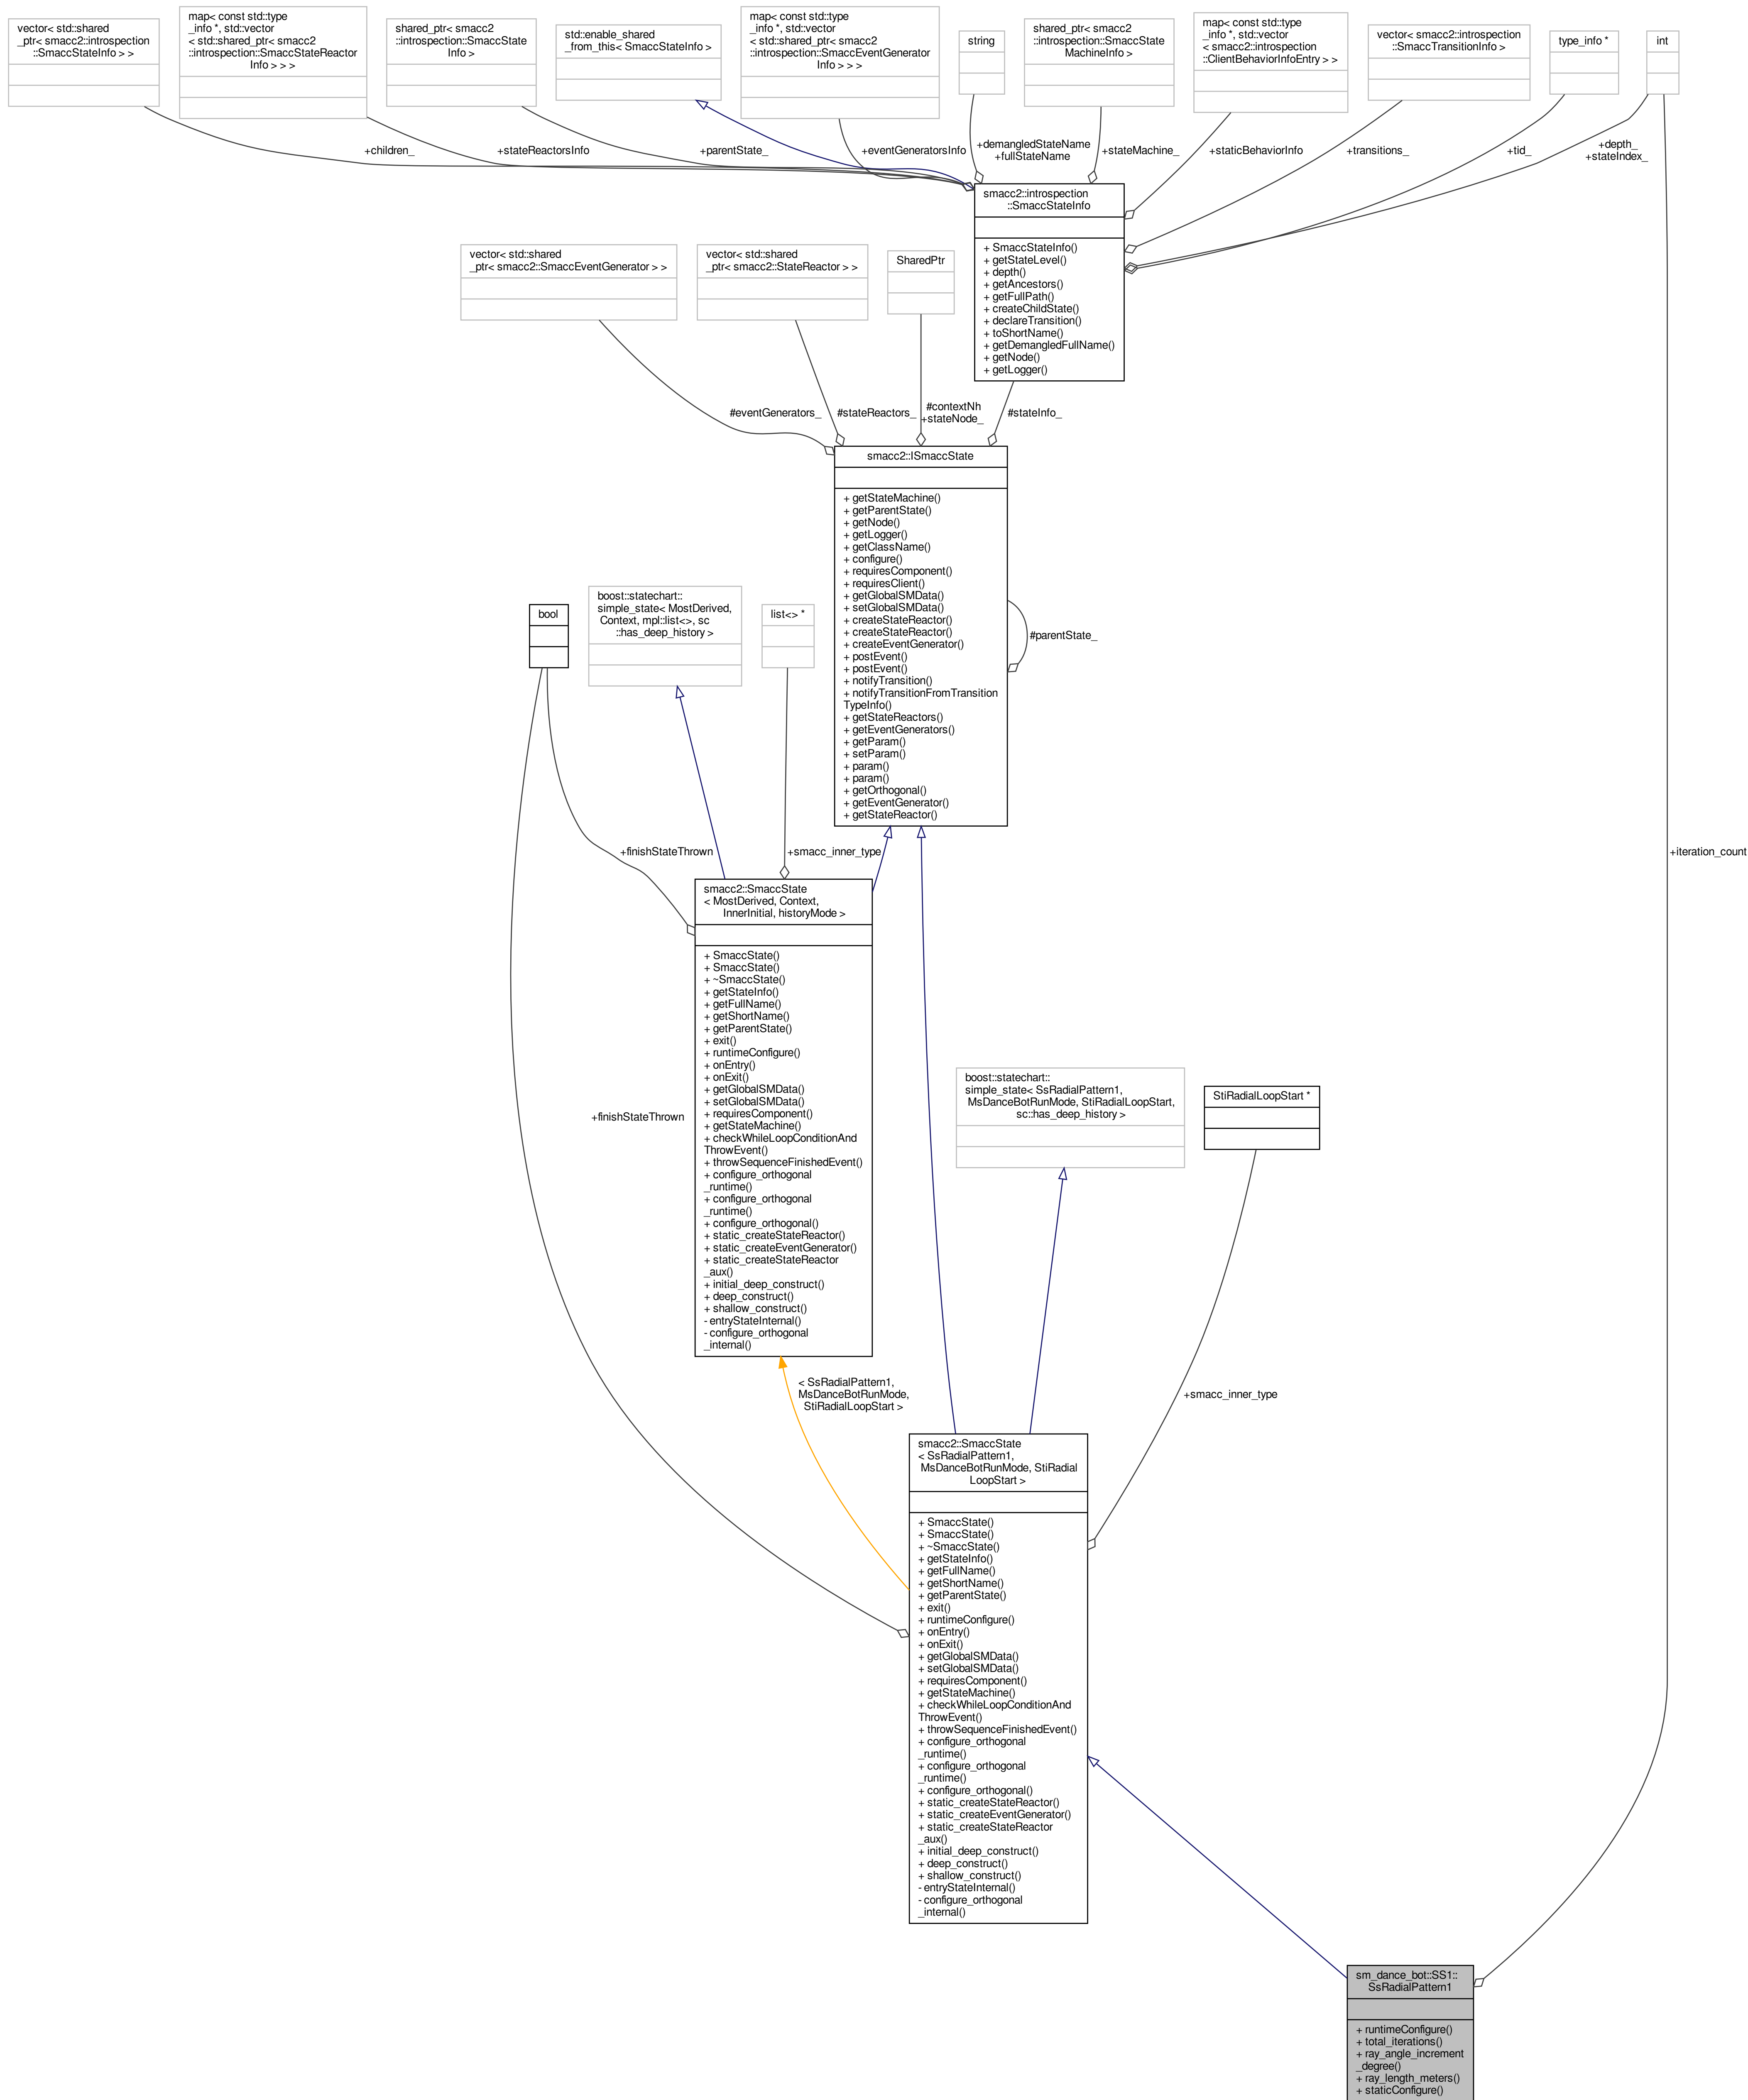 vector< std::shared
_ptr< smacc2::introspection
::SmaccStateInfo > >
map< const std::type
_info *, std::vector
< std::shared_ptr< smacc2
::introspection::SmaccStateReactor
Info > > >
shared_ptr< smacc2
::introspection::SmaccState
Info >
std::enable_shared
_from_this< SmaccStateInfo >
map< const std::type
_info *, std::vector
< std::shared_ptr< smacc2
::introspection::SmaccEventGenerator
Info > > >
string
shared_ptr< smacc2
::introspection::SmaccState
MachineInfo >
map< const std::type
_info *, std::vector
< smacc2::introspection
::ClientBehaviorInfoEntry > >
vector< smacc2::introspection
::SmaccTransitionInfo >
type_info *
int
+children_
+stateReactorsInfo
+parentState_
+eventGeneratorsInfo
+demangledStateName
+fullStateName
+stateMachine_
+staticBehaviorInfo
+transitions_
+tid_
+depth_
+stateIndex_
smacc2::introspection
::SmaccStateInfo
+ SmaccStateInfo()
+ getStateLevel()
+ depth()
+ getAncestors()
+ getFullPath()
+ createChildState()
+ declareTransition()
+ toShortName()
+ getDemangledFullName()
+ getNode()
+ getLogger()
vector< std::shared
_ptr< smacc2::SmaccEventGenerator > >
vector< std::shared
_ptr< smacc2::StateReactor > >
SharedPtr
#eventGenerators_
#stateReactors_
#contextNh
+stateNode_
#stateInfo_
smacc2::ISmaccState
+ getStateMachine()
+ getParentState()
+ getNode()
+ getLogger()
+ getClassName()
+ configure()
+ requiresComponent()
+ requiresClient()
+ getGlobalSMData()
+ setGlobalSMData()
+ createStateReactor()
+ createStateReactor()
+ createEventGenerator()
+ postEvent()
+ postEvent()
+ notifyTransition()
+ notifyTransitionFromTransition
TypeInfo()
+ getStateReactors()
+ getEventGenerators()
+ getParam()
+ setParam()
+ param()
+ param()
+ getOrthogonal()
+ getEventGenerator()
+ getStateReactor()
#parentState_
bool
boost::statechart::
simple_state< MostDerived,
Context, mpl::list<>, sc
::has_deep_history >
list<> *
+finishStateThrown
+smacc_inner_type
+iteration_count
smacc2::SmaccState
< MostDerived, Context,
InnerInitial, historyMode >
+ SmaccState()
+ SmaccState()
+ ~SmaccState()
+ getStateInfo()
+ getFullName()
+ getShortName()
+ getParentState()
+ exit()
+ runtimeConfigure()
+ onEntry()
+ onExit()
+ getGlobalSMData()
+ setGlobalSMData()
+ requiresComponent()
+ getStateMachine()
+ checkWhileLoopConditionAnd
ThrowEvent()
+ throwSequenceFinishedEvent()
+ configure_orthogonal
_runtime()
+ configure_orthogonal
_runtime()
+ configure_orthogonal()
+ static_createStateReactor()
+ static_createEventGenerator()
+ static_createStateReactor
_aux()
+ initial_deep_construct()
+ deep_construct()
+ shallow_construct()
- entryStateInternal()
- configure_orthogonal
_internal()
+finishStateThrown
boost::statechart::
simple_state< SsRadialPattern1,
MsDanceBotRunMode, StiRadialLoopStart,
sc::has_deep_history >
StiRadialLoopStart *
< SsRadialPattern1,
MsDanceBotRunMode,
StiRadialLoopStart >
+smacc_inner_type
smacc2::SmaccState
< SsRadialPattern1,
MsDanceBotRunMode, StiRadial
LoopStart >
+ SmaccState()
+ SmaccState()
+ ~SmaccState()
+ getStateInfo()
+ getFullName()
+ getShortName()
+ getParentState()
+ exit()
+ runtimeConfigure()
+ onEntry()
+ onExit()
+ getGlobalSMData()
+ setGlobalSMData()
+ requiresComponent()
+ getStateMachine()
+ checkWhileLoopConditionAnd
ThrowEvent()
+ throwSequenceFinishedEvent()
+ configure_orthogonal
_runtime()
+ configure_orthogonal
_runtime()
+ configure_orthogonal()
+ static_createStateReactor()
+ static_createEventGenerator()
+ static_createStateReactor
_aux()
+ initial_deep_construct()
+ deep_construct()
+ shallow_construct()
- entryStateInternal()
- configure_orthogonal
_internal()
sm_dance_bot::SS1::
SsRadialPattern1
+ runtimeConfigure()
+ total_iterations()
+ ray_angle_increment
_degree()
+ ray_length_meters()
+ staticConfigure()